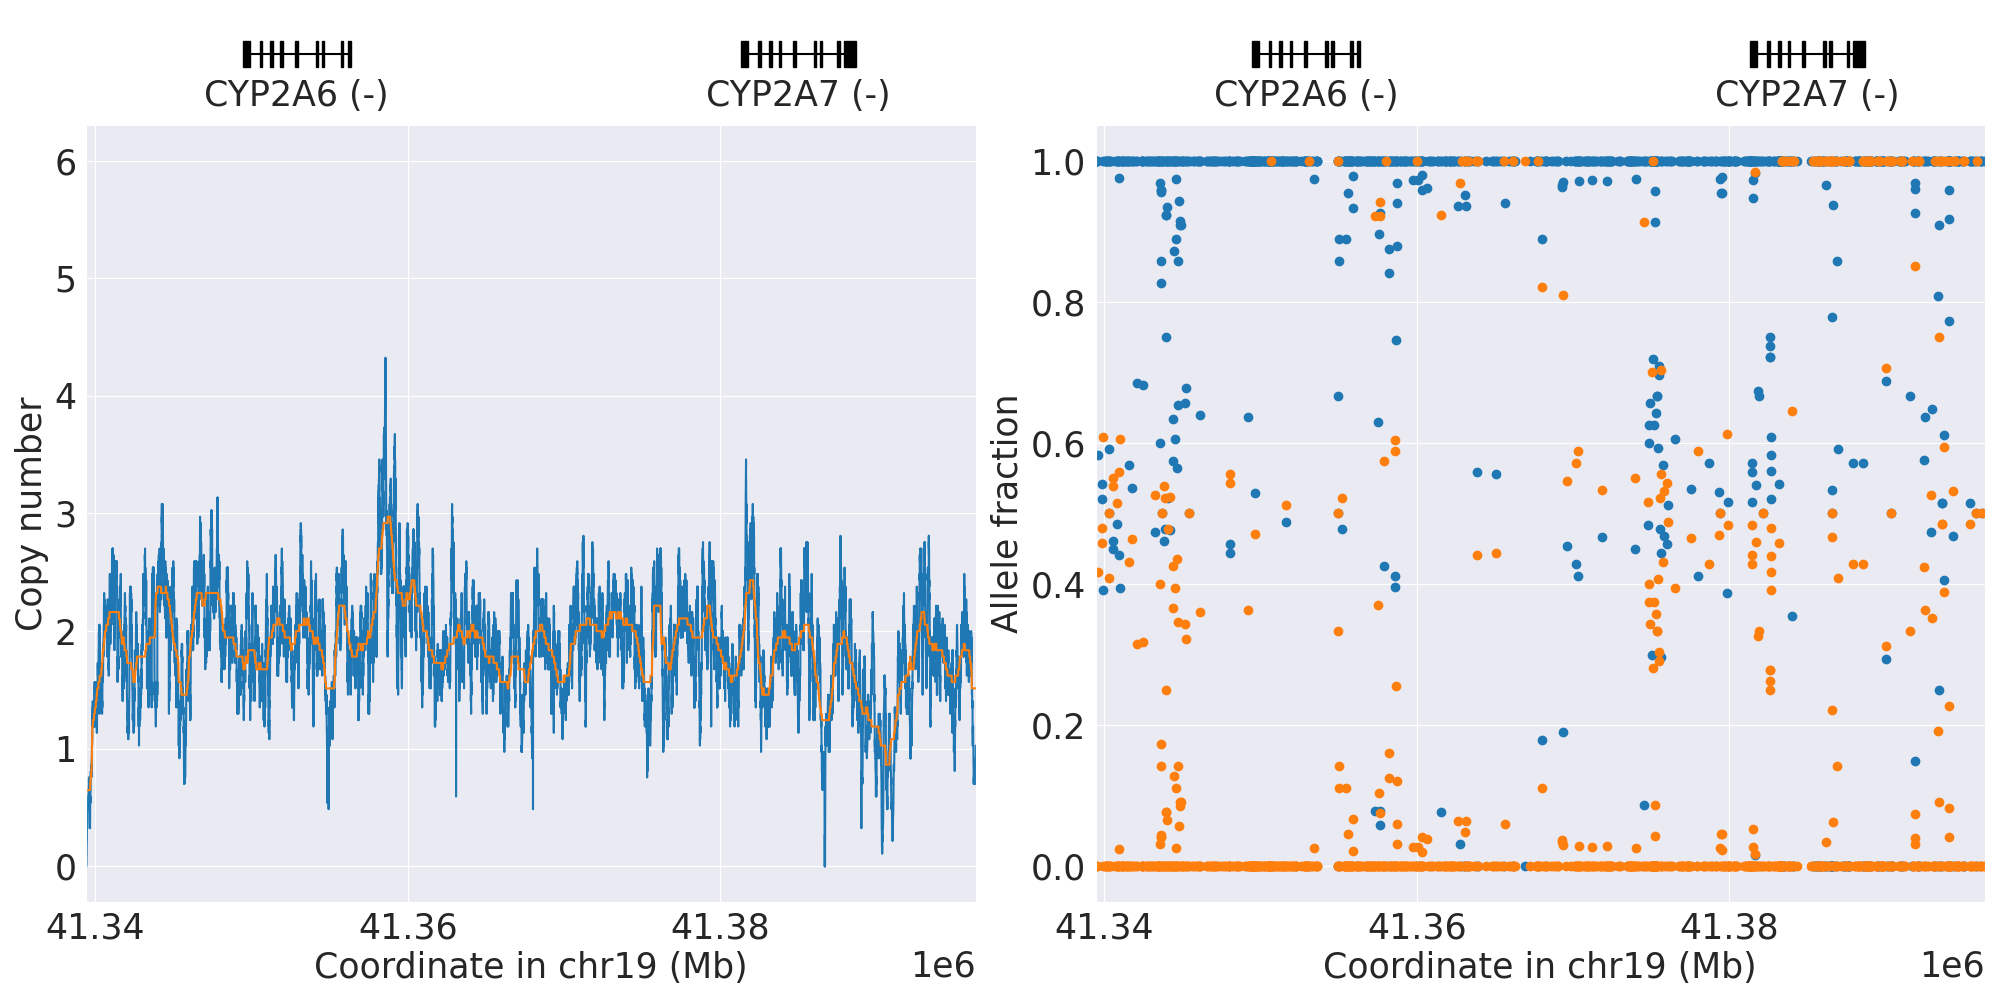 CYP2A6 (-)
CYP2A7 (-)
6
5
4
3
2
1
0
Copy number
41.34
41.36
41.38
Coordinate in chr19 (Mb)
1e6
CYP2A6 (-)
CYP2A7 (-)
1.0
0.8
0.6
0.4
0.2
0.0
Allele fraction
41.34
41.36
41.38
Coordinate in chr19 (Mb)
1e6